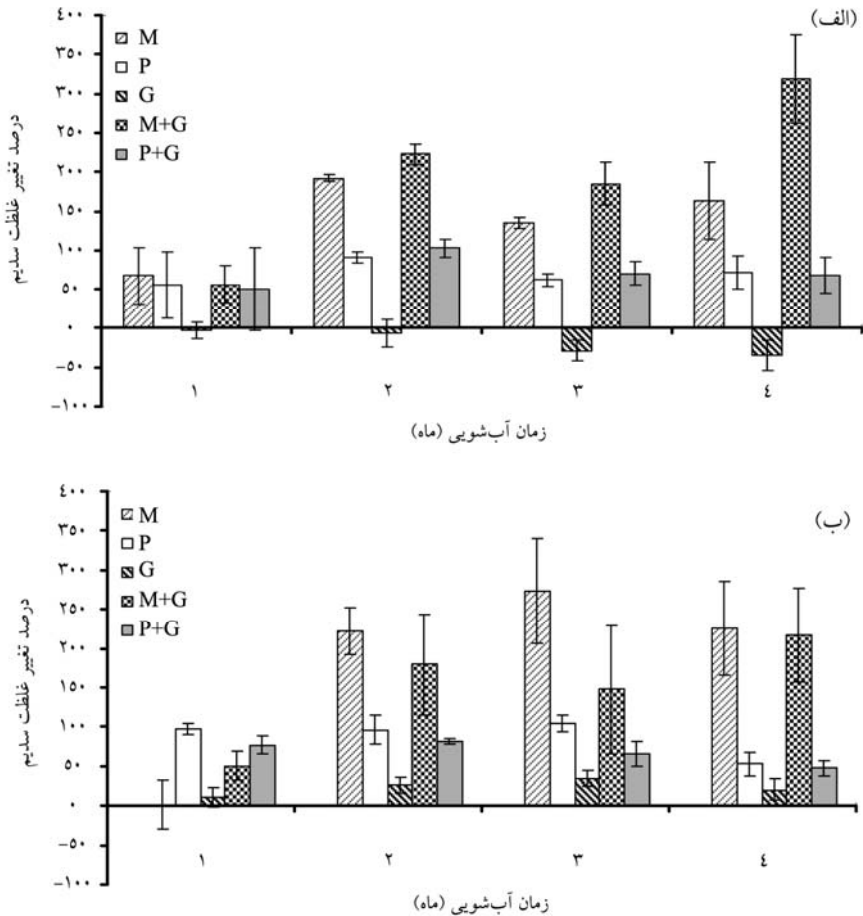 (الف)
درصد تغییر غلظت سدیم
٤٠٠
٣٥٠
٣٠٠
٢٥٠
٢٠٠
١٥٠
١٠٠
٥٠
٠
-٥٠
-١٠٠
M
P
G
M+G
P+G
١ ٢ ٣ ٤
زمان آب‌شویی (ماه)
(ب)
درصد تغییر غلظت سدیم
٤٠٠
٣٥٠
٣٠٠
٢٥٠
٢٠٠
١٥٠
١٠٠
٥٠
٠
-٥٠
-١٠٠
M
P
G
M+G
P+G
١ ٢ ٣ ٤
زمان آب‌شویی (ماه)